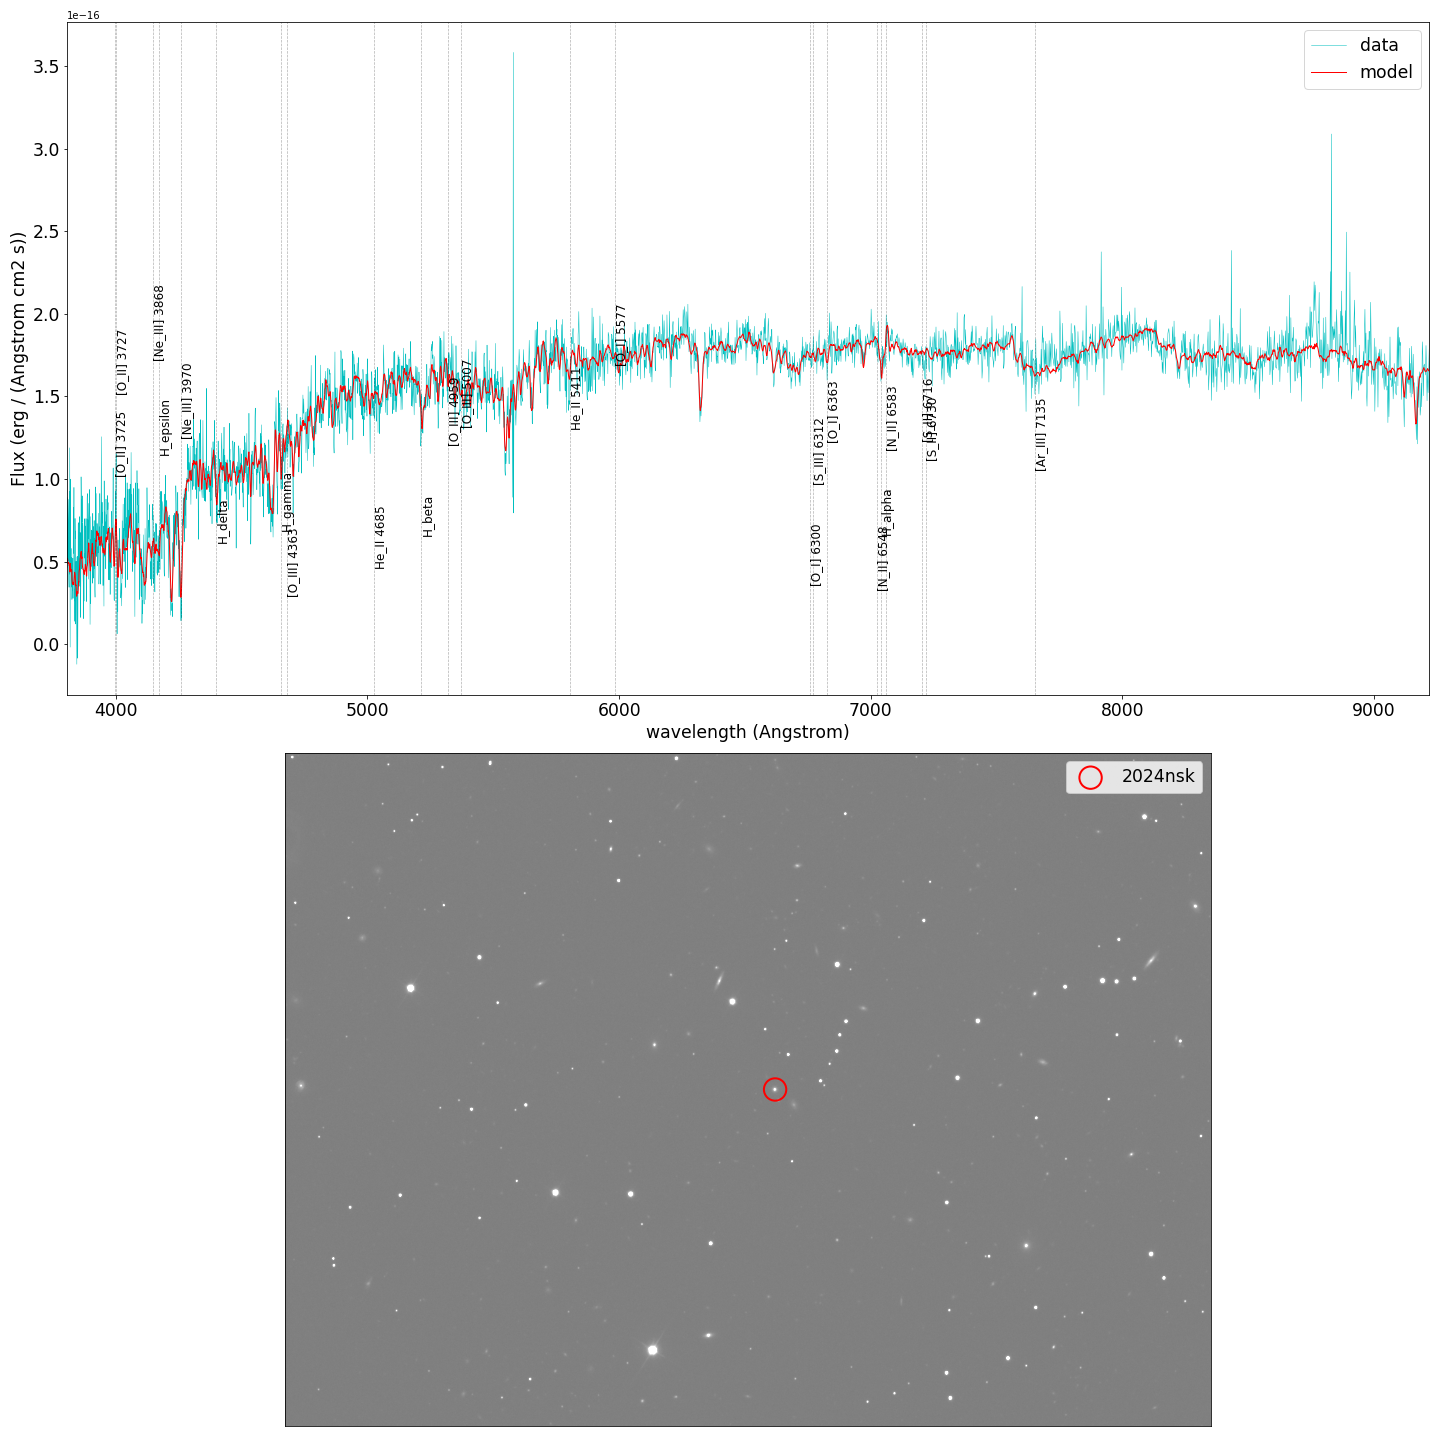 1e−16
data
model
3.5
3.0
2.5
2.0
1.5
1.0
0.5
0.0
Flux (erg / (Angstrom cm2 s))
[O_II] 3725
[O_II] 3727
[Ne_III] 3868
H_epsilon
[Ne_III] 3970
H_delta
H_gamma
[O_III] 4363
He_II 4685
H_beta
[O_III] 4959
[O_III] 5007
He_II 5411
[O_I] 5577
[O_I] 6300
[S_III] 6312
[O_I] 6363
[N_II] 6548
H_alpha
[N_II] 6583
[S_II] 6716
[S_II] 6730
[Ar_III] 7135
4000
5000
6000
7000
8000
9000
wavelength (Angstrom)
2024nsk